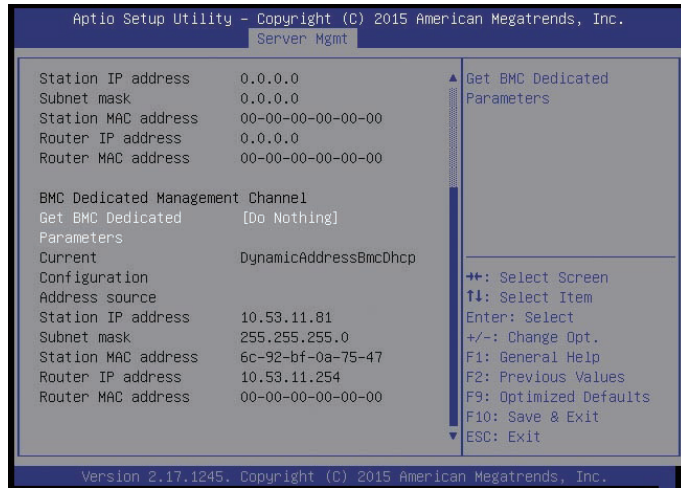 Aptio Setup Utility – Copyright (C) 2015 American Megatrends, Inc.
Server Mgmt
Station IP address 0.0.0.0
Subnet mask 0.0.0.0
Station MAC address 00-00-00-00-00-00
Router IP address 0.0.0.0
Router MAC address 00-00-00-00-00-00
BMC Dedicated Management Channel
Get BMC Dedicated [Do Nothing]
Parameters
Current DynamicAddressBmcDhcp
Configuration
Address source
Station IP address 10.53.11.81
Subnet mask 255.255.255.0
Station MAC address 6c-92-bf-0a-75-47
Router IP address 10.53.11.254
Router MAC address 00-00-00-00-00-00
Get BMC Dedicated
Parameters
→←: Select Screen
↑↓: Select Item
Enter: Select
+/-: Change Opt.
F1: General Help
F2: Previous Values
F9: Optimized Defaults
F10: Save & Exit
ESC: Exit
Version 2.17.1245. Copyright (C) 2015 American Megatrends, Inc.